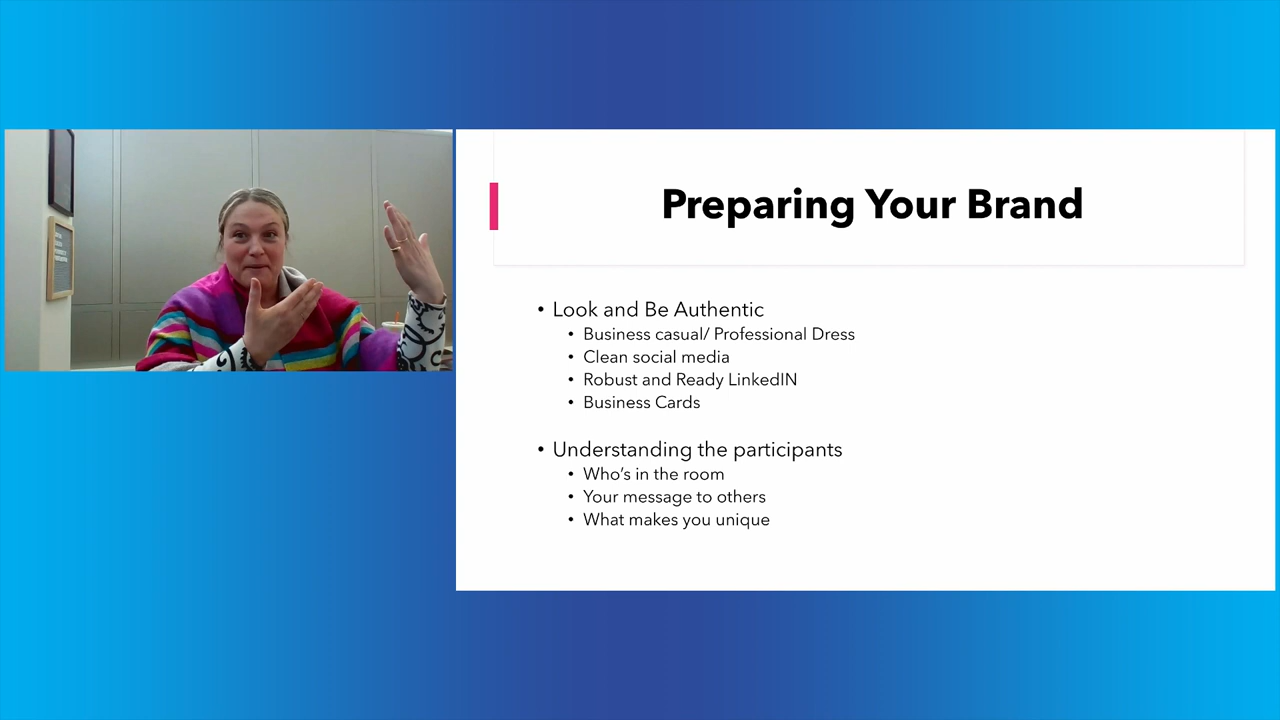 Preparing Your Brand
• Look and Be Authentic
• Business casual/ Professional Dress
• Clean social media
• Robust and Ready LinkedIN
• Business Cards
• Understanding the participants
• Who’s in the room
• Your message to others
• What makes you unique